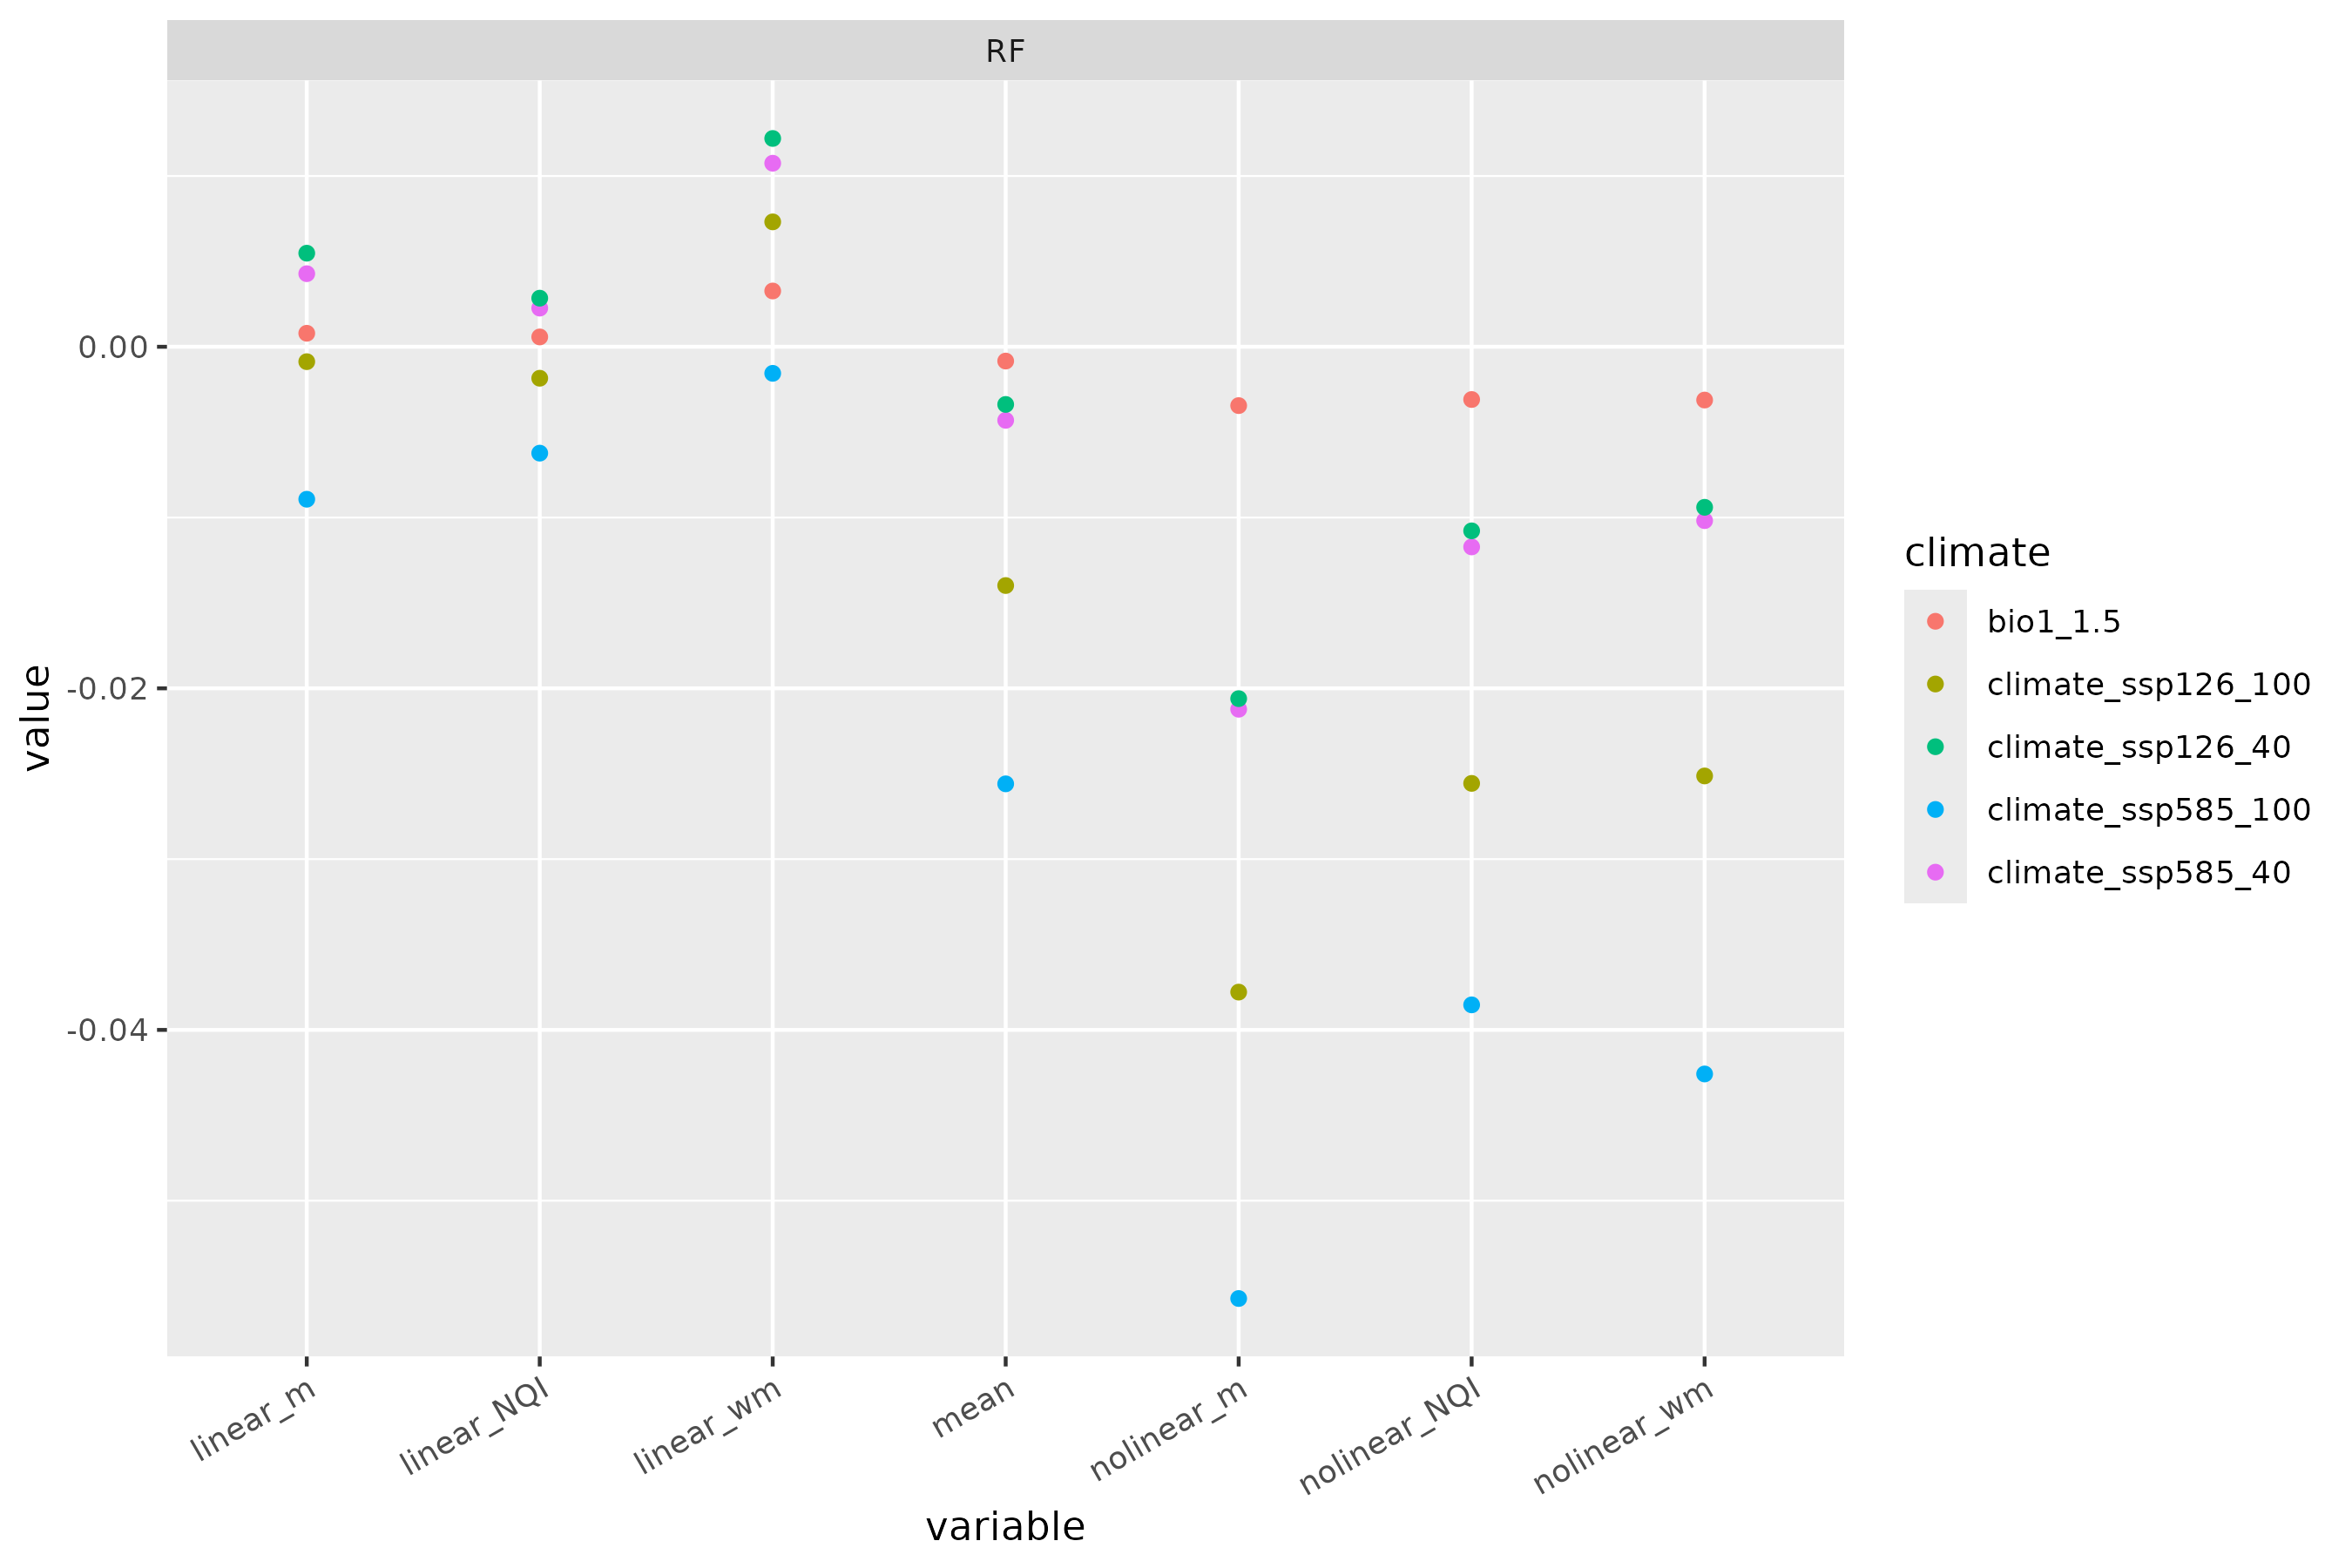 RF
0.00
-0.02
-0.04
value
linear_m
linear_NQI
linear_wm
mean
nolinear_m
nolinear_NQI
nolinear_wm
variable
climate
bio1_1.5
climate_ssp126_100
climate_ssp126_40
climate_ssp585_100
climate_ssp585_40